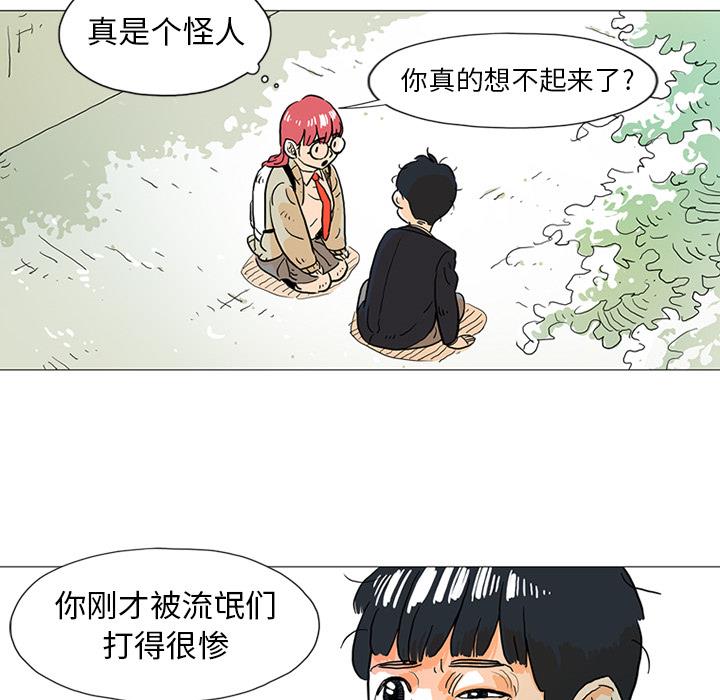 真是个怪人
你真的想不起来了?
你刚才被流氓们
打得很惨